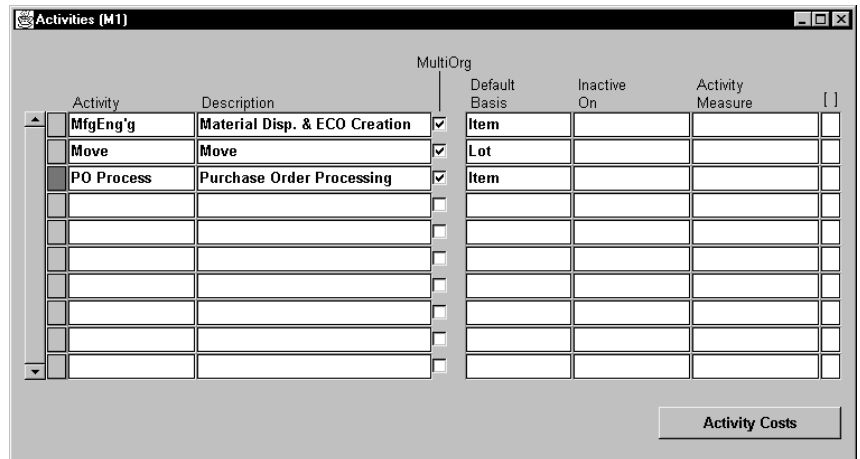 Activities (M1)
MultiOrg
Default Inactive Activity
Activity Description Basis On Measure [ ]
MfgEng'g Material Disp. & ECO Creation Item
Move Move Lot
PO Process Purchase Order Processing Item
Activity Costs